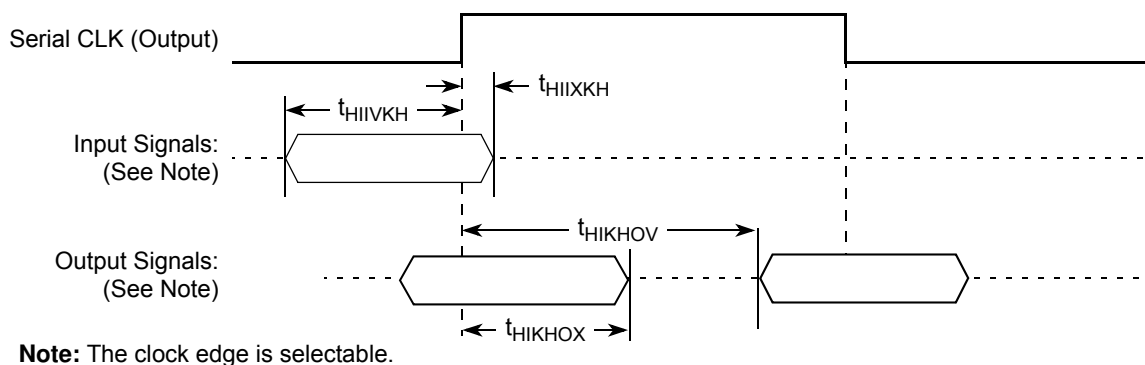 Serial CLK (Output)
tHIIXKH
tHIIVKH
Input Signals:
(See Note)
tHIKHOV
Output Signals:
(See Note)
tHIKHOX
Note: The clock edge is selectable.